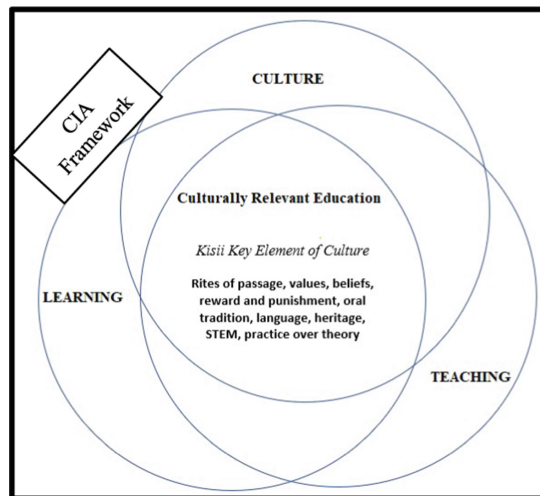 CIA
Framework
CULTURE
Culturally Relevant Education
Kisii Key Element of Culture
Rites of passage, values, beliefs,
reward and punishment, oral
tradition, language, heritage,
STEM, practice over theory
LEARNING
TEACHING